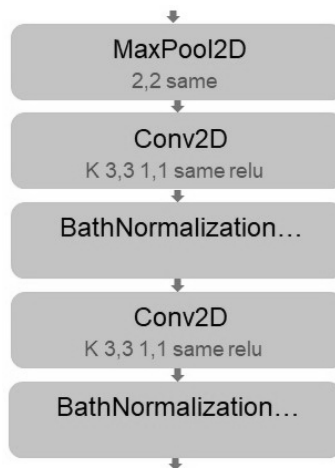 MaxPool2D
2,2 same
Conv2D
K 3,3 1,1 same relu
BathNormalization…
Conv2D
K 3,3 1,1 same relu
BathNormalization…